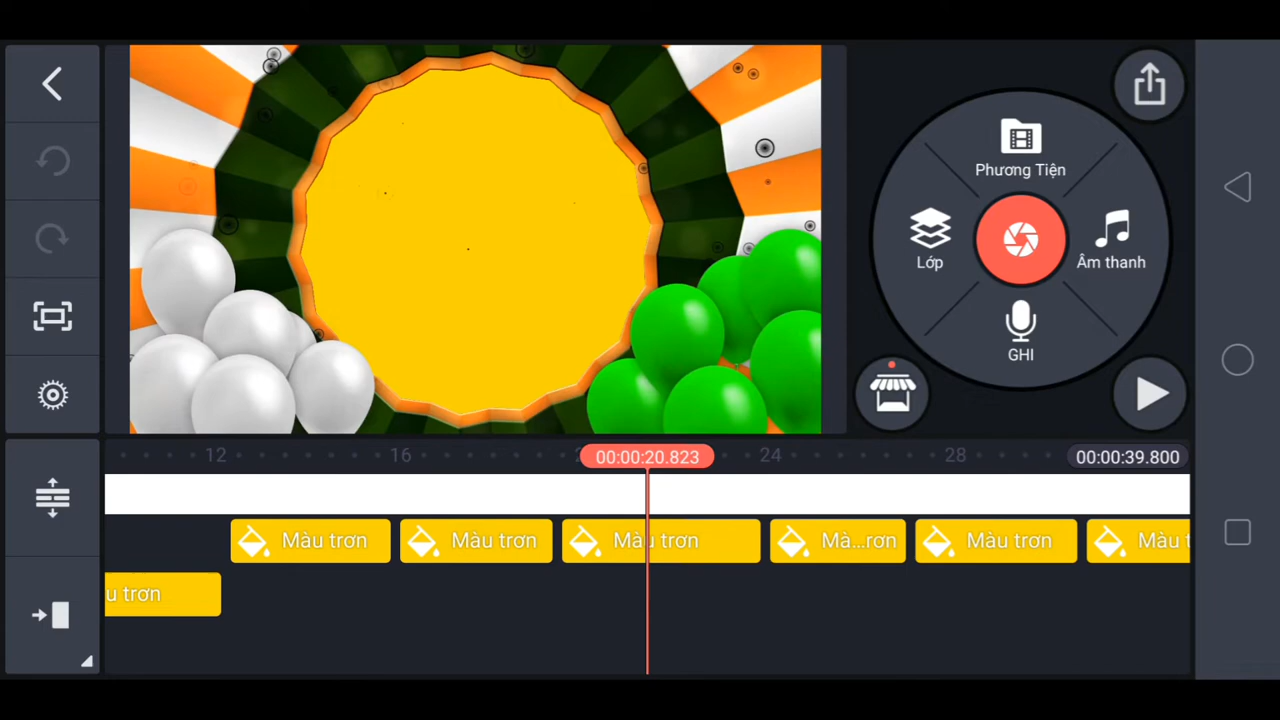 Phương Tiện
Lớp
Âm thanh
GHI
12
16
00:00:20.823
24
28
00:00:39.800
Màu trơn
Màu trơn
Màu trơn
Mà...rơn
Màu trơn
Màu t
u trơn